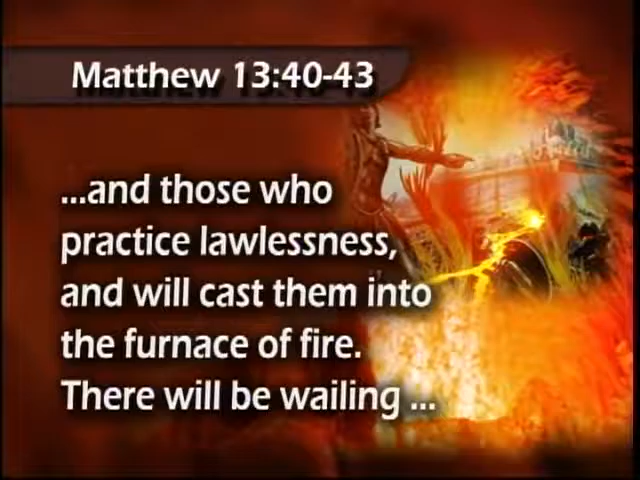 Matthew 13:40-43
...and those who
practice lawlessness,
and will cast them into
the furnace of fire.
There will be wailing ...